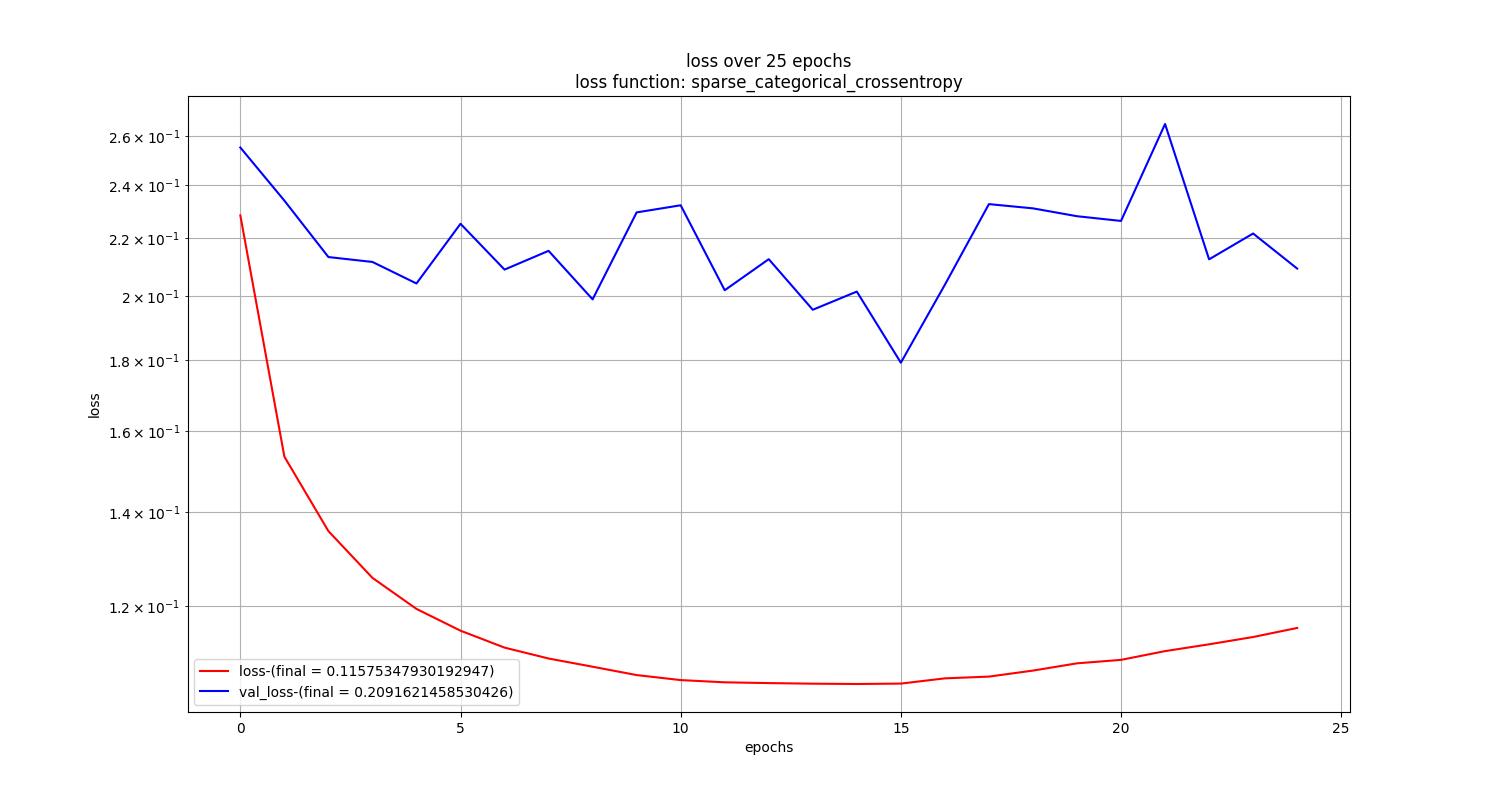 loss over 25 epochs
loss function: sparse_categorical_crossentropy
2.6 × 10⁻¹
2.4 × 10⁻¹
2.2 × 10⁻¹
2 × 10⁻¹
1.8 × 10⁻¹
1.6 × 10⁻¹
1.4 × 10⁻¹
1.2 × 10⁻¹
loss
loss-(final = 0.11575347930192947)
val_loss-(final = 0.2091621458530426)
0 5 10 15 20 25
epochs